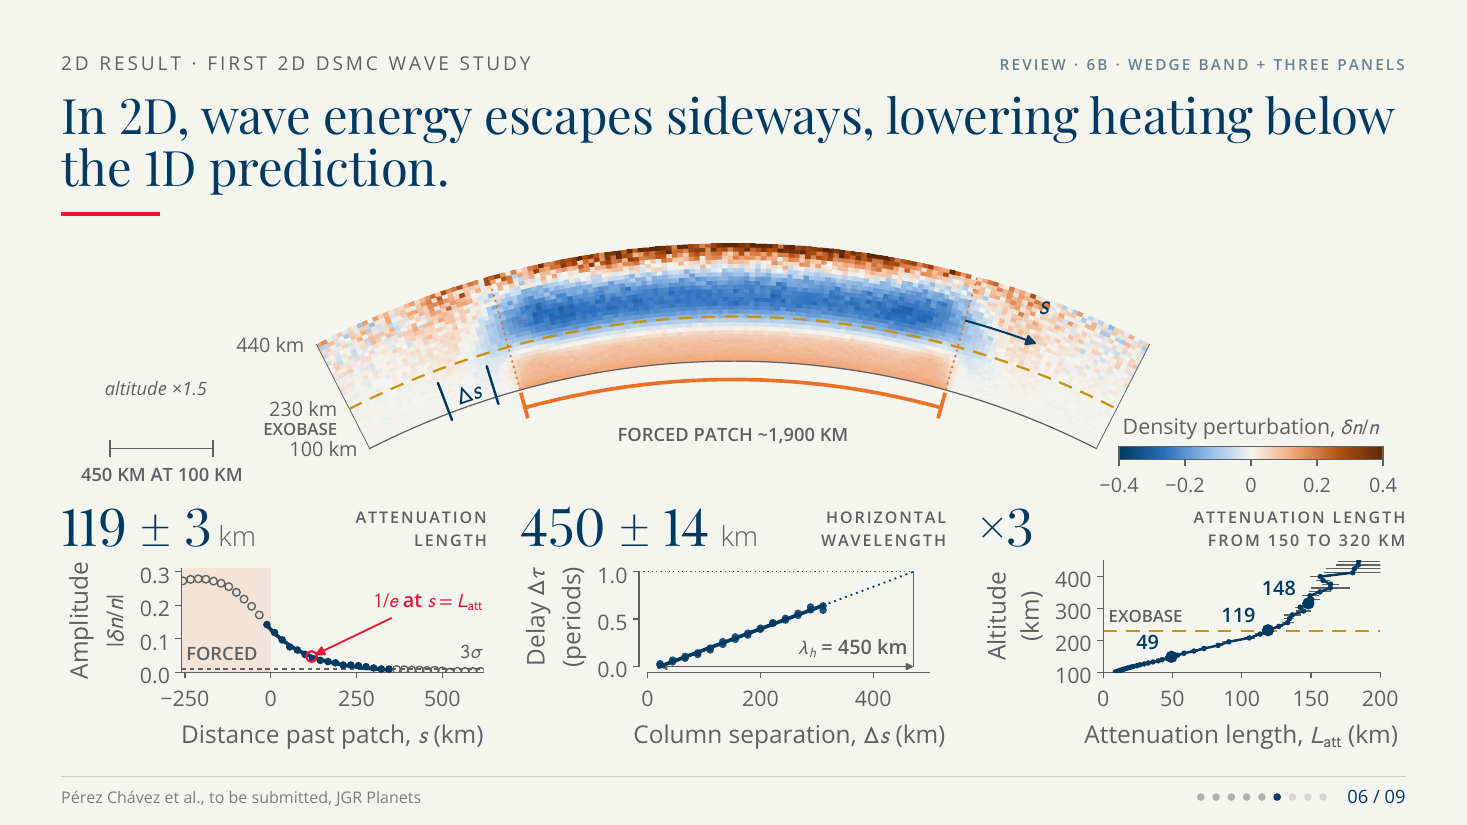 2D RESULT · FIRST 2D DSMC WAVE STUDY
REVIEW · 6B · WEDGE BAND + THREE PANELS
In 2D, wave energy escapes sideways, lowering heating below
the 1D prediction.
s
440 km
altitude ×1.5
Δs
230 km
EXOBASE
100 km
FORCED PATCH ~1,900 KM
450 KM AT 100 KM
Density perturbation, δn/n
−0.4 −0.2 0 0.2 0.4
119 ± 3 km
ATTENUATION
LENGTH
Amplitude
|δn/n|
0.3
0.2
0.1
0.0
1/e at s = Latt
FORCED
3σ
−250 0 250 500
Distance past patch, s (km)
450 ± 14 km
HORIZONTAL
WAVELENGTH
Delay Δτ
(periods)
1.0
0.5
0.0
λh = 450 km
0 200 400
Column separation, Δs (km)
×3
ATTENUATION LENGTH
FROM 150 TO 320 KM
Altitude
(km)
400
300
200
100
148
119
EXOBASE
49
0 50 100 150 200
Attenuation length, Latt (km)
Pérez Chávez et al., to be submitted, JGR Planets
06 / 09